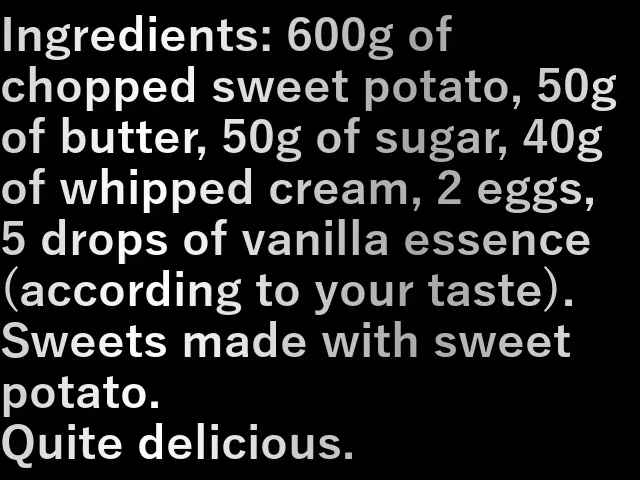 Ingredients: 600g of
chopped sweet potato, 50g
of butter, 50g of sugar, 40g
of whipped cream, 2 eggs,
5 drops of vanilla essence
(according to your taste).
Sweets made with sweet
potato.
Quite delicious.